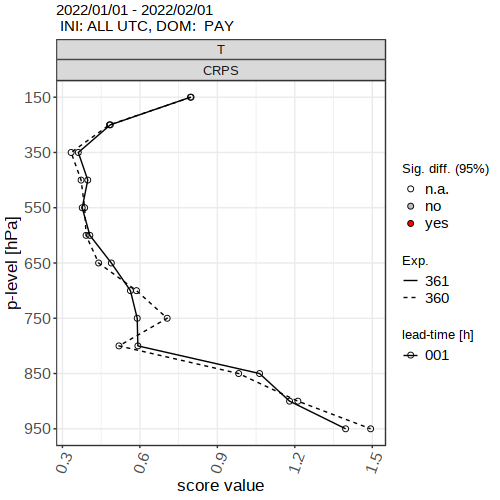 2022/01/01 - 2022/02/01
INI: ALL UTC, DOM:  PAY
T
CRPS
150
350
450
550
650
750
850
950
p-level [hPa]
0.3
0.6
0.9
1.2
1.5
score value
Sig. diff. (95%)
n.a.
no
yes
Exp.
361
360
lead-time [h]
001